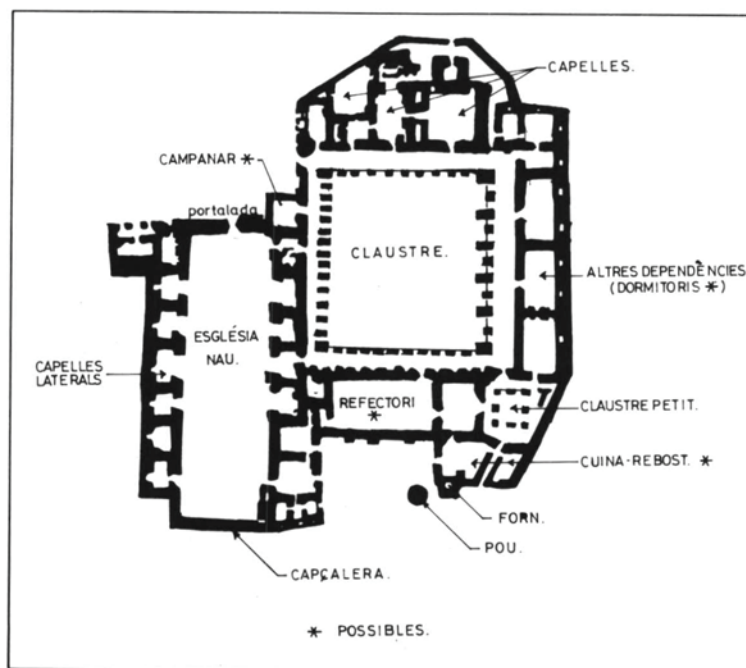 CAPELLES.
CAMPANAR *
portalada
CLAUSTRE.
ALTRES DEPENDÈNCIES
(DORMITORIS *)
ESGLÉSIA
NAU.
CAPELLES
LATERALS
REFECTORI
*
CLAUSTRE PETIT.
CUINA-REBOST. *
FORN.
POU.
CAPÇALERA.
* POSSIBLES.